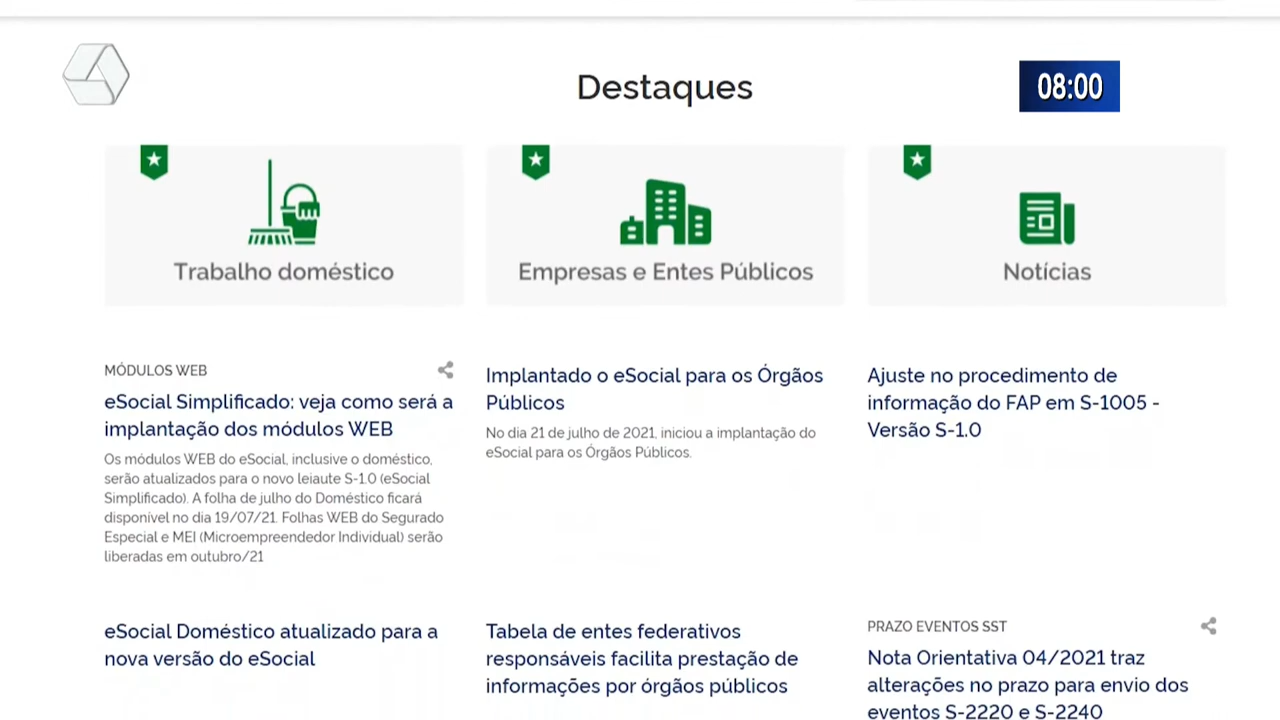 Destaques
08:00
Trabalho doméstico
Empresas e Entes Públicos
Notícias
MÓDULOS WEB
eSocial Simplificado: veja como será a
implantação dos módulos WEB
Os módulos WEB do eSocial, inclusive o doméstico,
serão atualizados para o novo leiaute S-1.0 (eSocial
Simplificado). A folha de julho do Doméstico ficará
disponível no dia 19/07/21. Folhas WEB do Segurado
Especial e MEI (Microempreendedor Individual) serão
liberadas em outubro/21
Implantado o eSocial para os Órgãos
Públicos
No dia 21 de julho de 2021, iniciou a implantação do
eSocial para os Órgãos Públicos.
Ajuste no procedimento de
informação do FAP em S-1005 -
Versão S-1.0
eSocial Doméstico atualizado para a
nova versão do eSocial
Tabela de entes federativos
responsáveis facilita prestação de
informações por órgãos públicos
PRAZO EVENTOS SST
Nota Orientativa 04/2021 traz
alterações no prazo para envio dos
eventos S-2220 e S-2240